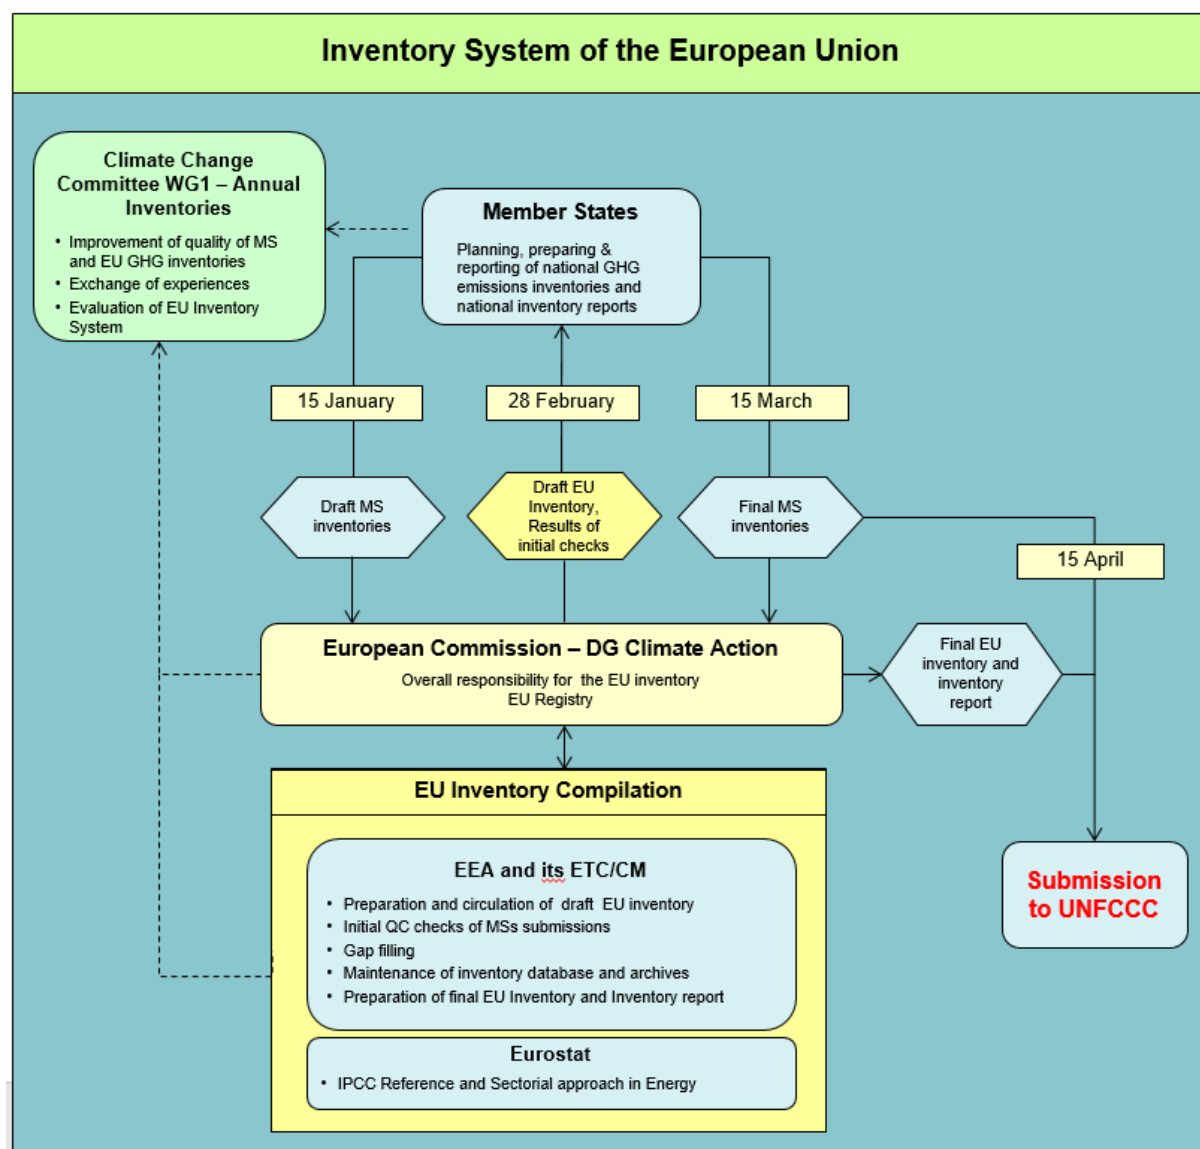 Inventory System of the European Union
Climate Change
Committee WG1 – Annual
Inventories
• Improvement of quality of MS
and EU GHG inventories
• Exchange of experiences
• Evaluation of EU Inventory
System
Member States
Planning, preparing &
reporting of national GHG
emissions inventories and
national inventory reports
15 January
28 February
15 March
Draft MS
inventories
Draft EU
Inventory,
Results of
initial checks
Final MS
inventories
15 April
European Commission – DG Climate Action
Overall responsibility for the EU inventory
EU Registry
Final EU
inventory and
inventory
report
EU Inventory Compilation
EEA and its ETC/CM
• Preparation and circulation of draft EU inventory
• Initial QC checks of MSs submissions
• Gap filling
• Maintenance of inventory database and archives
• Preparation of final EU Inventory and Inventory report
Submission
to UNFCCC
Eurostat
• IPCC Reference and Sectorial approach in Energy